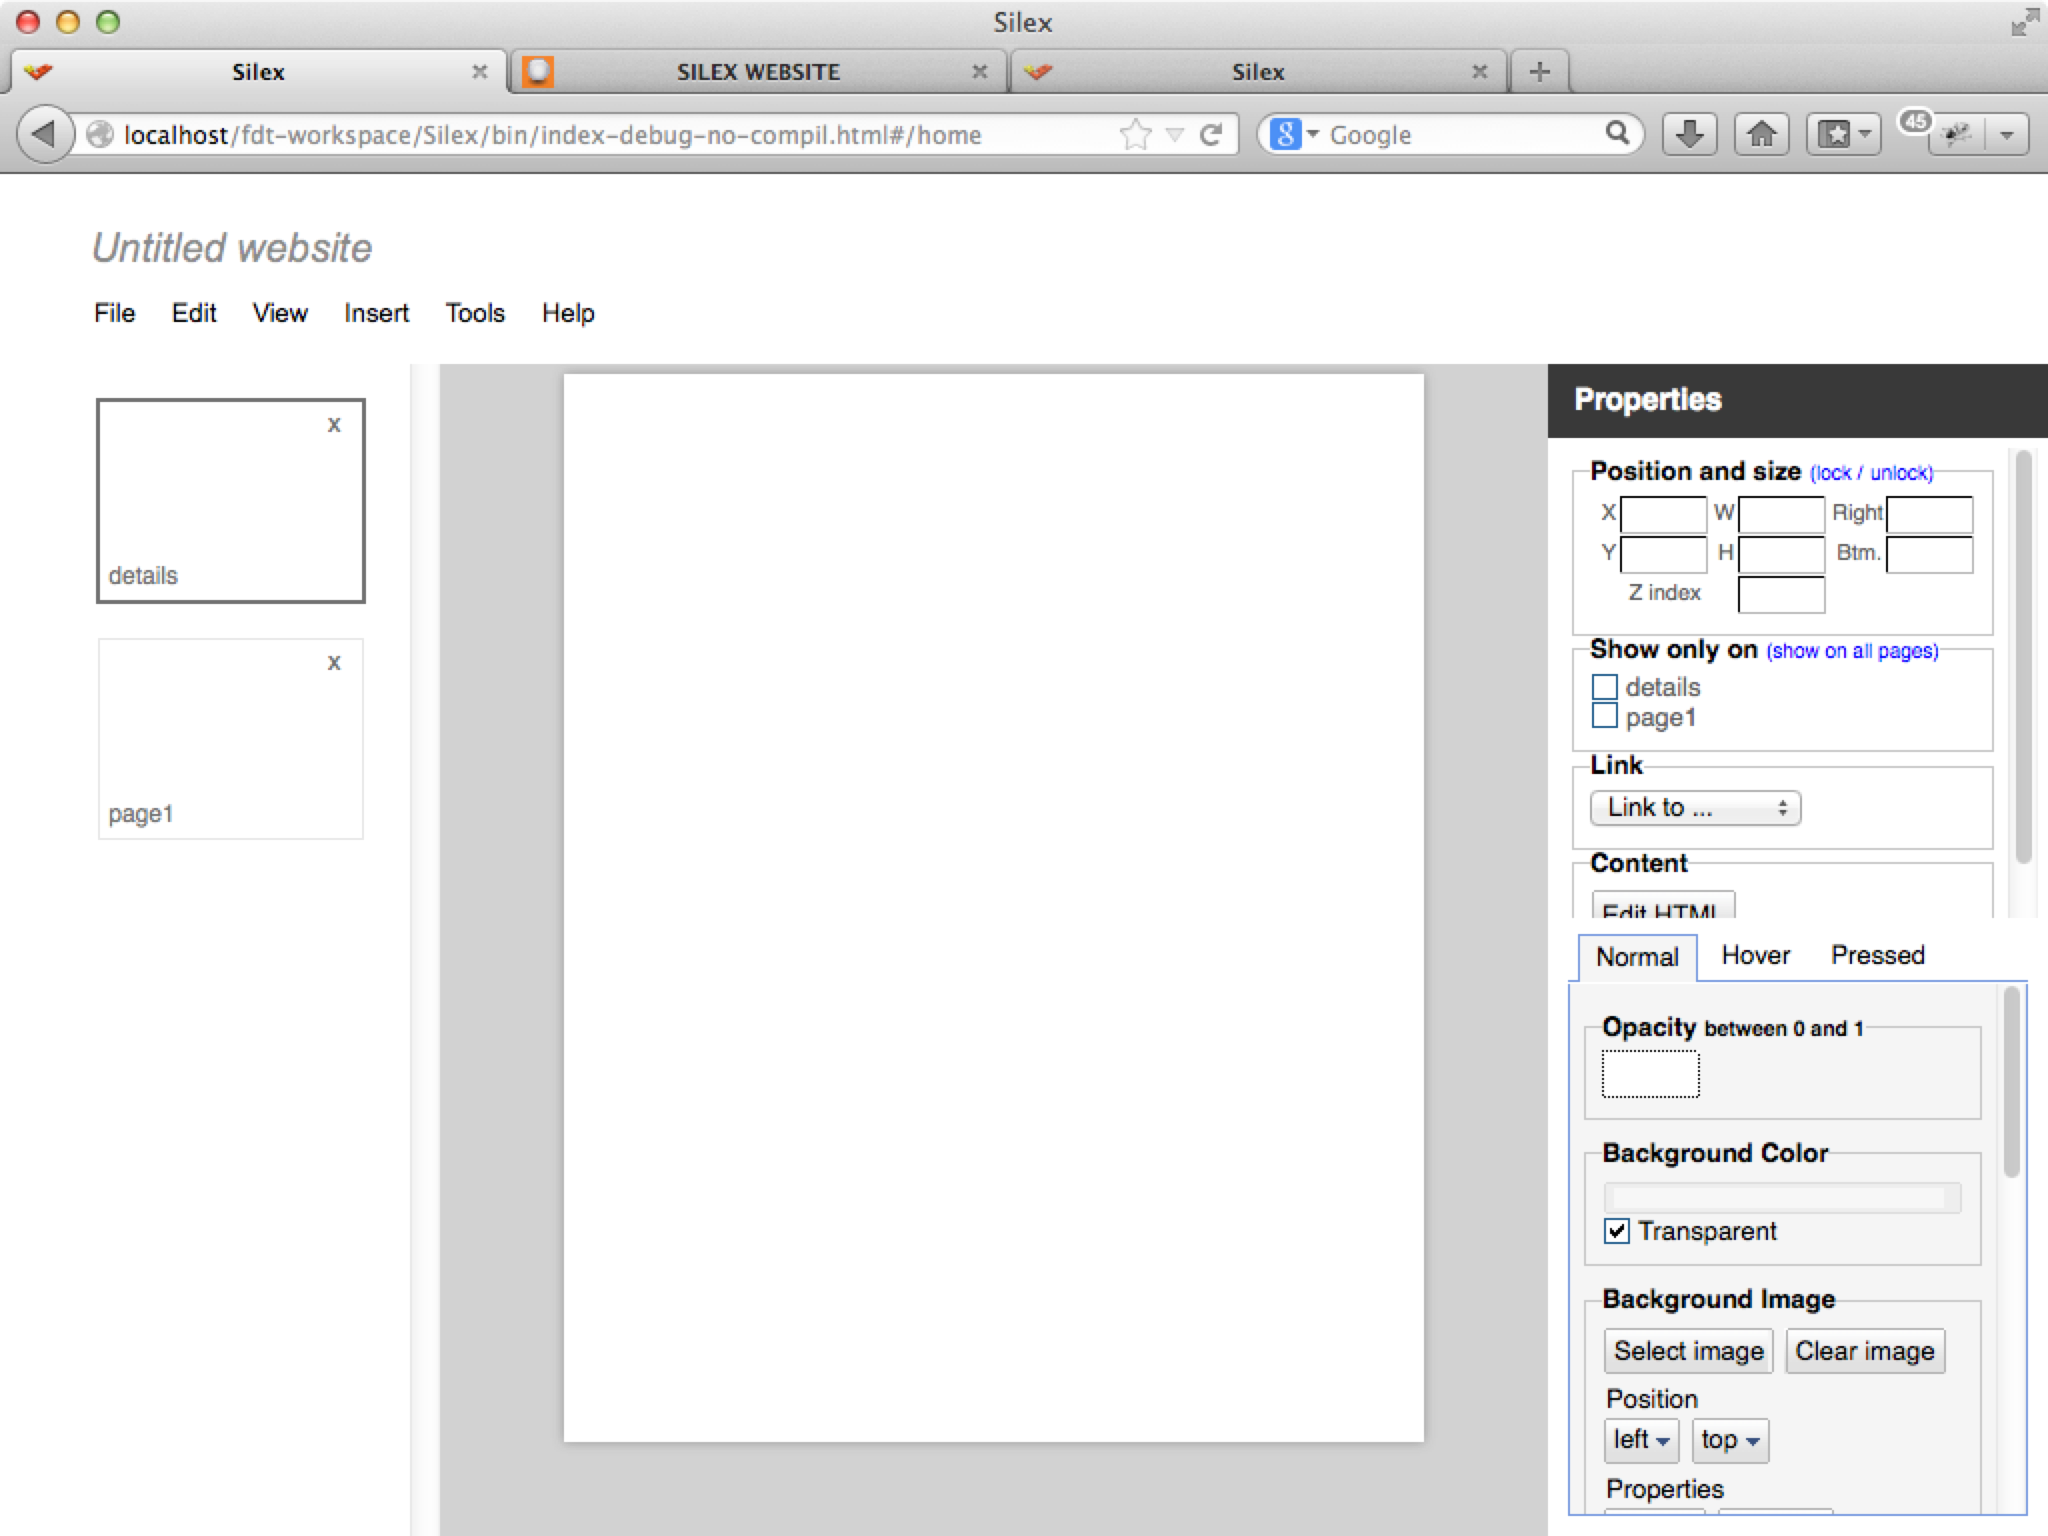 Silex
Silex SILEX WEBSITE Silex
localhost/fdt-workspace/Silex/bin/index-debug-no-compil.html#/home
Google
45
Untitled website
File Edit View Insert Tools Help
x
details
x
page1
Properties
Position and size (lock / unlock)
X W Right
Y H Btm.
Z index
Show only on (show on all pages)
details
page1
Link
Link to ...
Content
Edit HTML
Normal Hover Pressed
Opacity between 0 and 1
Background Color
Transparent
Background Image
Select image Clear image
Position
left top
Properties